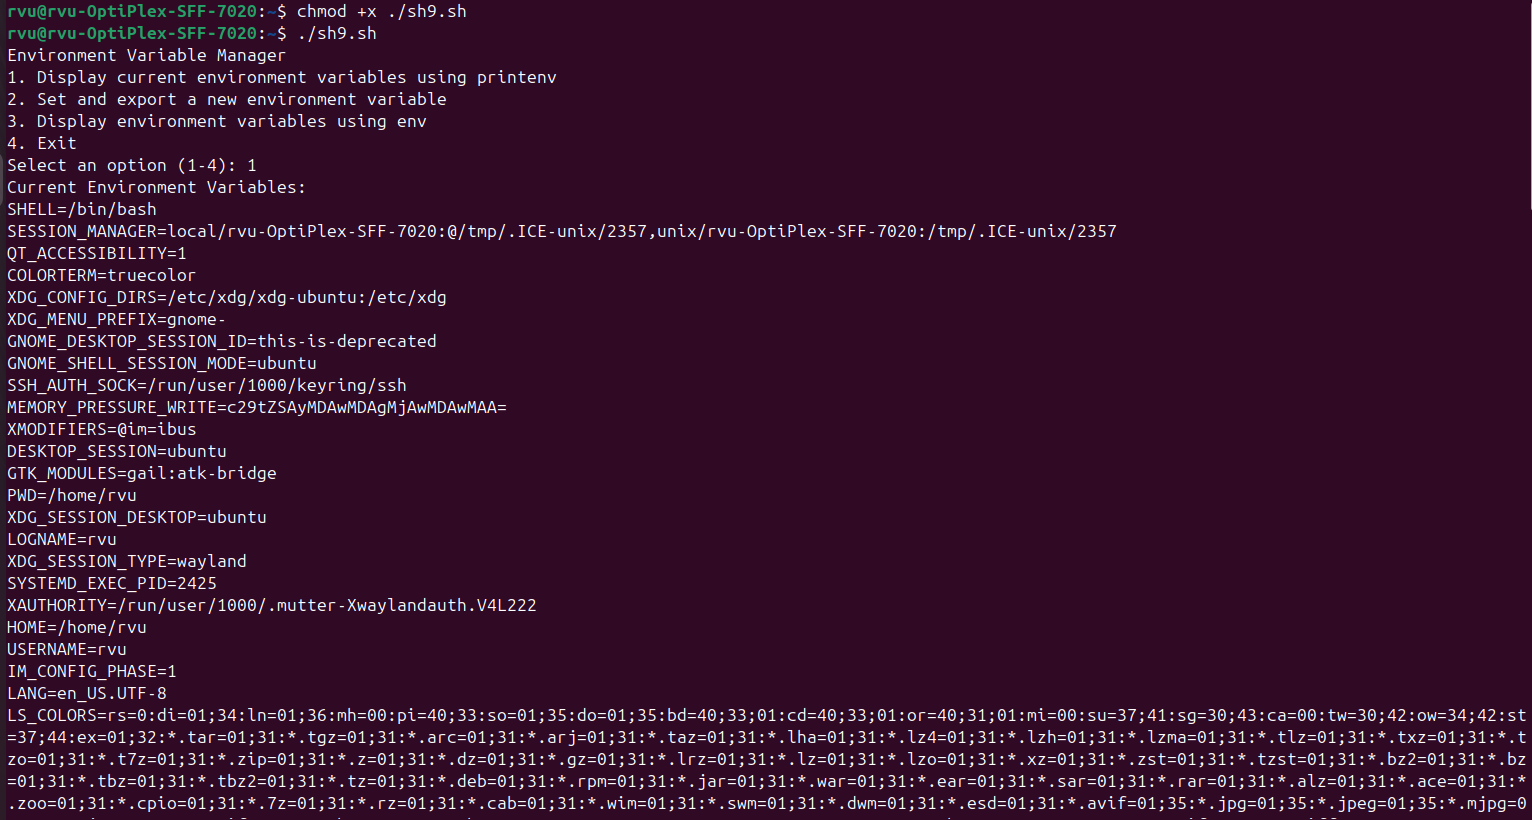 rvu@rvu-OptiPlex-SFF-7020:~$ chmod +x ./sh9.sh
rvu@rvu-OptiPlex-SFF-7020:~$ ./sh9.sh
Environment Variable Manager
1. Display current environment variables using printenv
2. Set and export a new environment variable
3. Display environment variables using env
4. Exit
Select an option (1-4): 1
Current Environment Variables:
SHELL=/bin/bash
SESSION_MANAGER=local/rvu-OptiPlex-SFF-7020:@/tmp/.ICE-unix/2357,unix/rvu-OptiPlex-SFF-7020:/tmp/.ICE-unix/2357
QT_ACCESSIBILITY=1
COLORTERM=truecolor
XDG_CONFIG_DIRS=/etc/xdg/xdg-ubuntu:/etc/xdg
XDG_MENU_PREFIX=gnome-
GNOME_DESKTOP_SESSION_ID=this-is-deprecated
GNOME_SHELL_SESSION_MODE=ubuntu
SSH_AUTH_SOCK=/run/user/1000/keyring/ssh
MEMORY_PRESSURE_WRITE=c29tZSAyMDAwMDAgMjAwMDAwMAA=
XMODIFIERS=@im=ibus
DESKTOP_SESSION=ubuntu
GTK_MODULES=gail:atk-bridge
PWD=/home/rvu
XDG_SESSION_DESKTOP=ubuntu
LOGNAME=rvu
XDG_SESSION_TYPE=wayland
SYSTEMD_EXEC_PID=2425
XAUTHORITY=/run/user/1000/.mutter-Xwaylandauth.V4L222
HOME=/home/rvu
USERNAME=rvu
IM_CONFIG_PHASE=1
LANG=en_US.UTF-8
LS_COLORS=rs=0:di=01;34:ln=01;36:mh=00:pi=40;33:so=01;35:do=01;35:bd=40;33;01:cd=40;33;01:or=40;31;01:mi=00:su=37;41:sg=30;43:ca=00:tw=30;42:ow=34;42:st
=37;44:ex=01;32:*.tar=01;31:*.tgz=01;31:*.arc=01;31:*.arj=01;31:*.taz=01;31:*.lha=01;31:*.lz4=01;31:*.lzh=01;31:*.lzma=01;31:*.tlz=01;31:*.txz=01;31:*.t
zo=01;31:*.t7z=01;31:*.zip=01;31:*.z=01;31:*.dz=01;31:*.gz=01;31:*.lrz=01;31:*.lz=01;31:*.lzo=01;31:*.xz=01;31:*.zst=01;31:*.tzst=01;31:*.bz2=01;31:*.bz
=01;31:*.tbz=01;31:*.tbz2=01;31:*.tz=01;31:*.deb=01;31:*.rpm=01;31:*.jar=01;31:*.war=01;31:*.ear=01;31:*.sar=01;31:*.rar=01;31:*.alz=01;31:*.ace=01;31:*
.zoo=01;31:*.cpio=01;31:*.7z=01;31:*.rz=01;31:*.cab=01;31:*.wim=01;31:*.swm=01;31:*.dwm=01;31:*.esd=01;31:*.avif=01;35:*.jpg=01;35:*.jpeg=01;35:*.mjpg=0